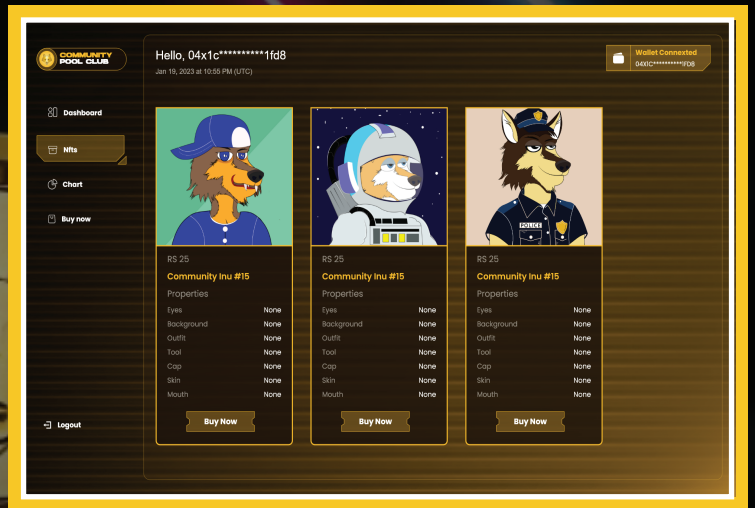 COMMUNITY
POOL CLUB
Hello, 04x1c**********1fd8
Jan 19, 2023 at 10:55 PM (UTC)
Wallet Connexted
04X1C**********1FD8
Dashboard
Nfts
Chart
Buy now
Logout
RS 25
Community Inu #15
Properties
Eyes None
Background None
Outfit None
Tool None
Cap None
Skin None
Mouth None
Buy Now
RS 25
Community Inu #15
Properties
Eyes None
Background None
Outfit None
Tool None
Cap None
Skin None
Mouth None
Buy Now
POLICE
RS 25
Community Inu #15
Properties
Eyes None
Background None
Outfit None
Tool None
Cap None
Skin None
Mouth None
Buy Now